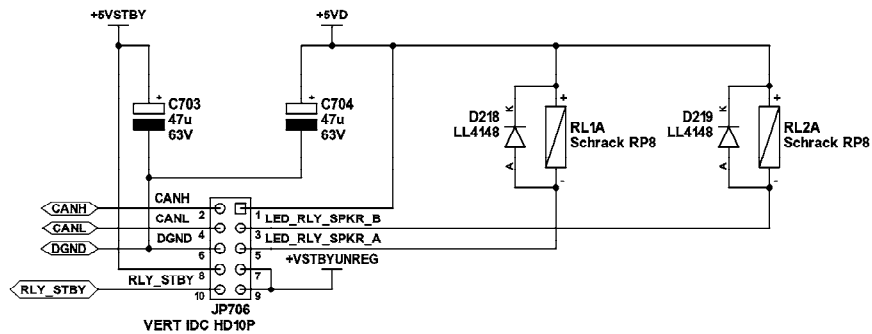 +5VSTBY
+5VD
C703
47u
63V
C704
47u
63V
D218
LL4148
K
A
RL1A
Schrack RP8
D219
LL4148
K
A
RL2A
Schrack RP8
+
+
+
+
-
-
CANH
CANH
2
1
LED_RLY_SPKR_B
CANL
CANL
4
3
LED_RLY_SPKR_A
DGND
DGND
6
5
+VSTBYUNREG
8
7
RLY_STBY
RLY_STBY
10
9
JP706
VERT IDC HD10P